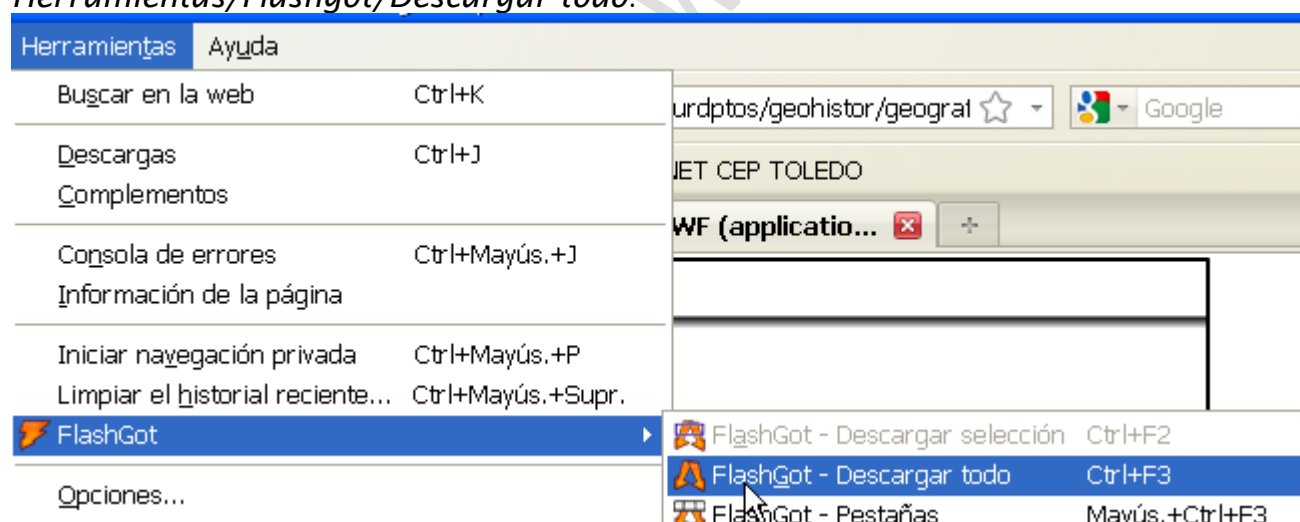 Herramientas/Flashgot/Descargar todo.
Herramientas Ayuda
Buscar en la web Ctrl+K
urdptos/geohistor/geograf Google
Descargas Ctrl+J
NET CEP TOLEDO
Complementos
WF (applicatio...
Consola de errores Ctrl+Mayús.+J
Información de la página
Iniciar navegación privada Ctrl+Mayús.+P
Limpiar el historial reciente... Ctrl+Mayús.+Supr.
FlashGot
FlashGot - Descargar selección Ctrl+F2
FlashGot - Descargar todo Ctrl+F3
Opciones...
FlashGot - Pestañas Mayús.+Ctrl+F3